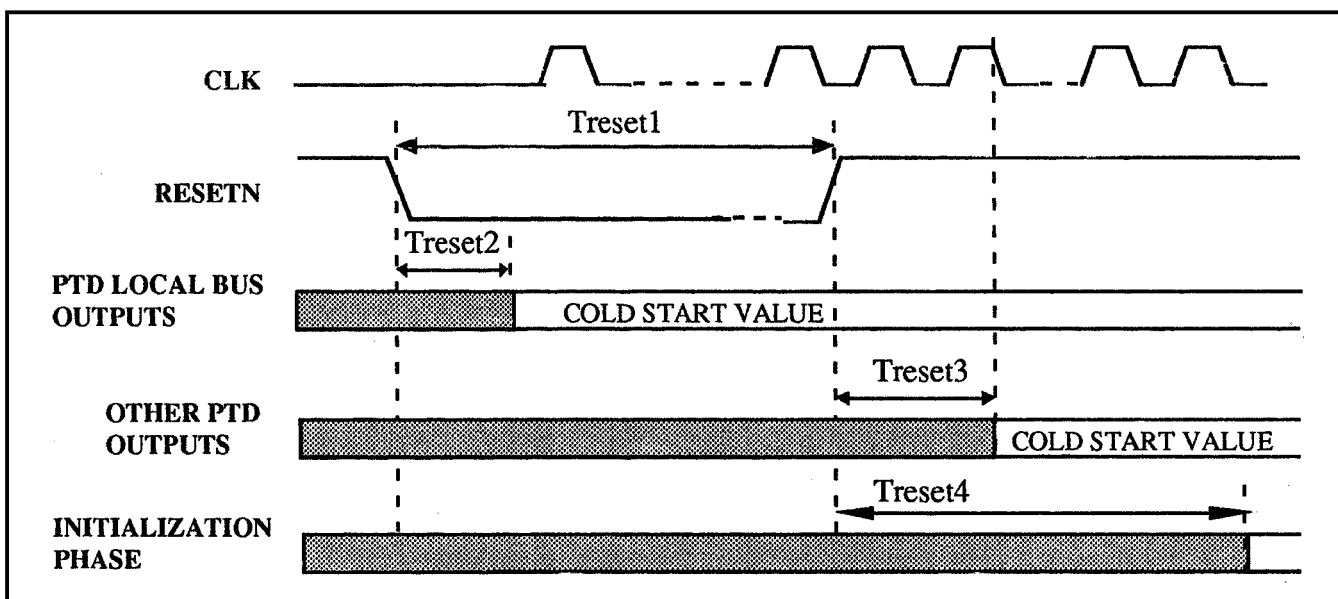 CLK
Treset1
RESETN
Treset2
PTD LOCAL BUS
OUTPUTS
COLD START VALUE
Treset3
OTHER PTD
OUTPUTS
COLD START VALUE
Treset4
INITIALIZATION
PHASE